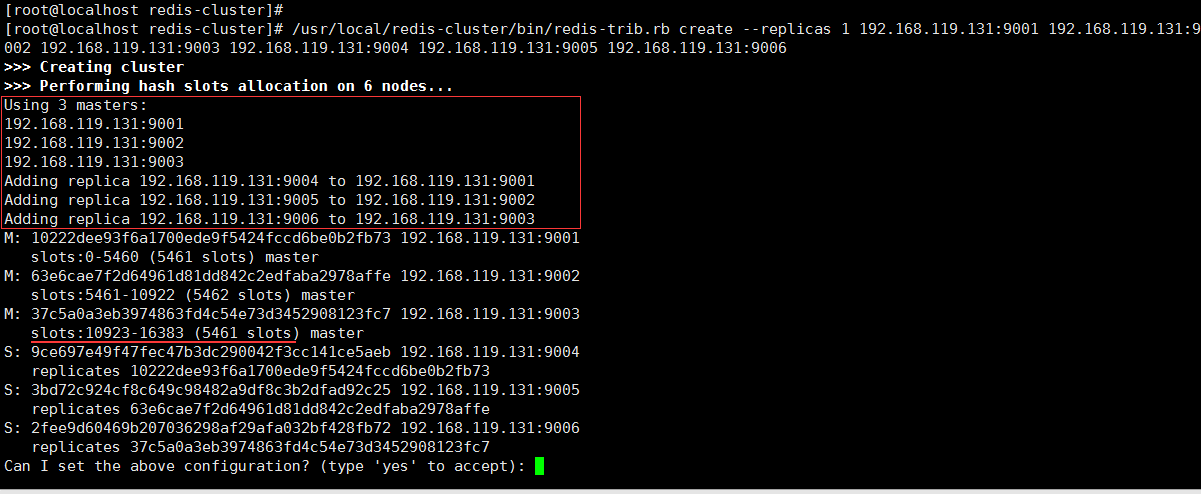 [root@localhost redis-cluster]#
[root@localhost redis-cluster]# /usr/local/redis-cluster/bin/redis-trib.rb create --replicas 1 192.168.119.131:9001 192.168.119.131:9
002 192.168.119.131:9003 192.168.119.131:9004 192.168.119.131:9005 192.168.119.131:9006
>>> Creating cluster
>>> Performing hash slots allocation on 6 nodes...
Using 3 masters:
192.168.119.131:9001
192.168.119.131:9002
192.168.119.131:9003
Adding replica 192.168.119.131:9004 to 192.168.119.131:9001
Adding replica 192.168.119.131:9005 to 192.168.119.131:9002
Adding replica 192.168.119.131:9006 to 192.168.119.131:9003
M: 10222dee93f6a1700ede9f5424fccd6be0b2fb73 192.168.119.131:9001
slots:0-5460 (5461 slots) master
M: 63e6cae7f2d64961d81dd842c2edfaba2978affe 192.168.119.131:9002
slots:5461-10922 (5462 slots) master
M: 37c5a0a3eb3974863fd4c54e73d3452908123fc7 192.168.119.131:9003
slots:10923-16383 (5461 slots) master
S: 9ce697e49f47fec47b3dc290042f3cc141ce5aeb 192.168.119.131:9004
replicates 10222dee93f6a1700ede9f5424fccd6be0b2fb73
S: 3bd72c924cf8c649c98482a9df8c3b2dfad92c25 192.168.119.131:9005
replicates 63e6cae7f2d64961d81dd842c2edfaba2978affe
S: 2fee9d60469b207036298af29afa032bf428fb72 192.168.119.131:9006
replicates 37c5a0a3eb3974863fd4c54e73d3452908123fc7
Can I set the above configuration? (type 'yes' to accept):